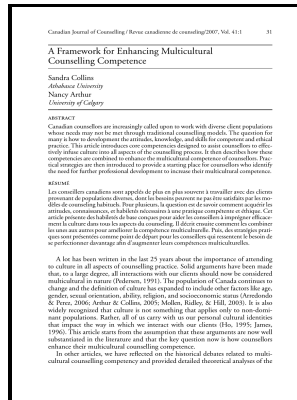 Canadian Journal of Counselling / Revue canadienne de counseling/2007, Vol. 41:1 31
A Framework for Enhancing Multicultural
Counselling Competence
Sandra Collins
Athabasca University
Nancy Arthur
University of Calgary
ABSTRACT
Canadian counsellors are increasingly called upon to work with diverse client populations
whose needs may not be met through traditional counselling models. The question for
many is how to development the attitudes, knowledge, and skills for competent and ethical
practice. This article introduces core competencies designed to assist counsellors to effec-
tively infuse culture into all aspects of the counselling process. It then describes how these
competencies are combined to enhance the multicultural competence of counsellors. Prac-
tical strategies are then introduced to provide a starting place for counsellors who identify
the need for further professional development to increase their multicultural competence.
RÉSUMÉ
Les conseillers canadiens sont appelés de plus en plus souvent à travailler avec des clients
provenant de populations diverses, dont les besoins peuvent ne pas être satisfaits par les mo-
dèles de counseling habituels. Pour plusieurs, la question est de savoir comment acquérir les
attitudes, connaissances, et habiletés nécessaires à une pratique compétente et éthique. Cet
article présente des habiletés de base conçues pour aider les conseillers à imprégner efficace-
ment la culture dans tous les aspects du counseling. Il décrit ensuite comment les combiner
les unes aux autres pour améliorer la compétence multiculturelle. Puis, des stratégies prati-
ques sont présentées comme point de départ pour les conseillers qui ressentent le besoin de
se perfectionner davantage afin d'augmenter leurs compétences multiculturelles.
A lot has been written in the last 25 years about the importance of attending
to culture in all aspects of counselling practice. Solid arguments have been made
that, to a large degree, all interactions with our clients should now be considered
multicultural in nature (Pedersen, 1991). The population of Canada continues to
change and the definition of culture has expanded to include other factors like age,
gender, sexual orientation, ability, religion, and socioeconomic status (Arredondo
& Perez, 2006; Arthur & Collins, 2005; Mollen, Ridley, & Hill, 2003). It is also
widely recognized that culture is not something that applies only to non-domi-
nant populations. Rather, all of us carry with us our personal cultural identities
that impact the way in which we interact with our clients (Ho, 1995; James,
1996). This article starts from the assumption that these arguments are now well
substantiated in the literature and that the key question now is how counsellors
enhance their multicultural counselling competence.
In other articles, we have reflected on the historical debates related to multi-
cultural counselling competency and provided detailed theoretical analyses of the